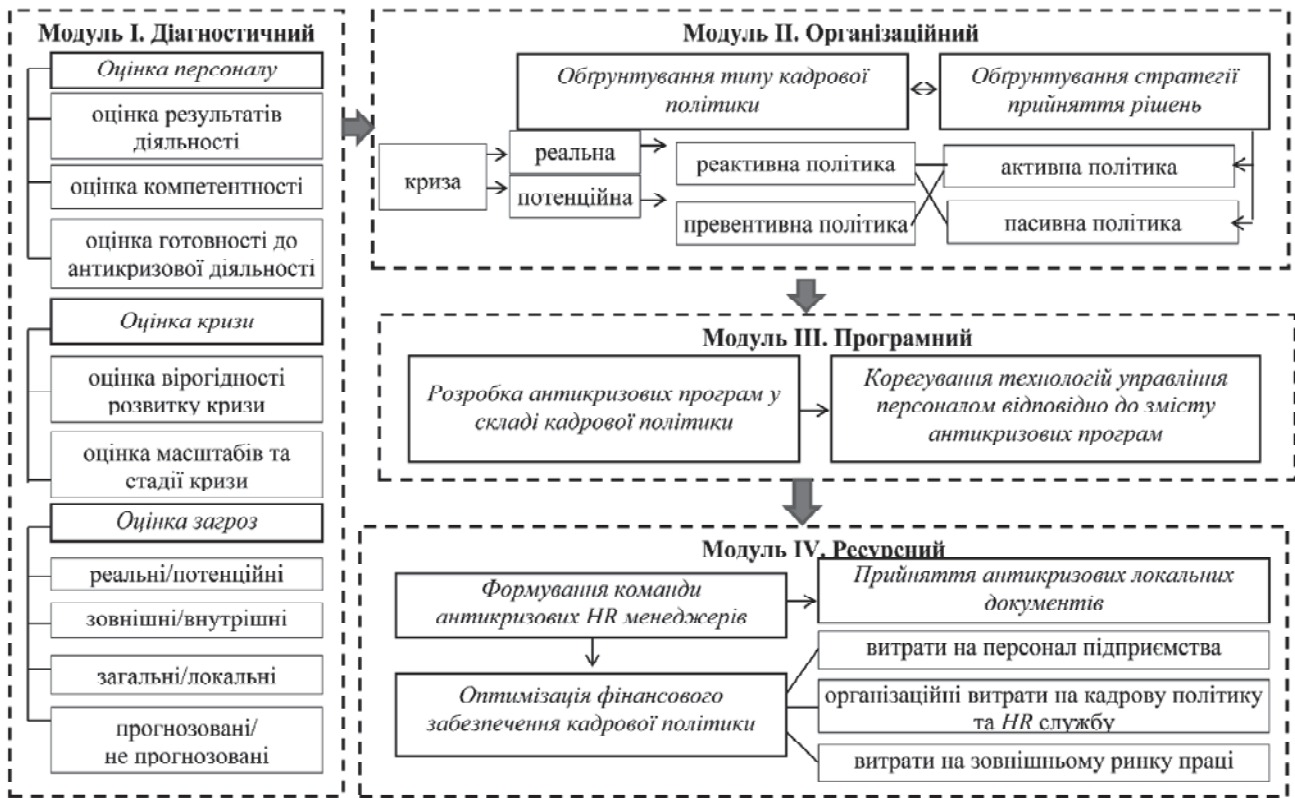 Модуль І. Діагностичний
Оцінка персоналу
оцінка результатів
діяльності
оцінка компетентності
оцінка готовності до
антикризової діяльності
Оцінка кризи
оцінка вірогідності
розвитку кризи
оцінка масштабів та
стадії кризи
Оцінка загроз
реальні/потенційні
зовнішні/внутрішні
загальні/локальні
прогнозовані/
не прогнозовані
Модуль ІІ. Організаційний
Обґрунтування типу кадрової
політики
Обґрунтування стратегії
прийняття рішень
криза
реальна
потенційна
реактивна політика
превентивна політика
активна політика
пасивна політика
Модуль ІІІ. Програмний
Розробка антикризових програм у
складі кадрової політики
Корегування технологій управління
персоналом відповідно до змісту
антикризових програм
Модуль IV. Ресурсний
Формування команди
антикризових HR менеджерів
Прийняття антикризових локальних
документів
Оптимізація фінансового
забезпечення кадрової політики
витрати на персонал підприємства
організаційні витрати на кадрову політику
та HR службу
витрати на зовнішньому ринку праці